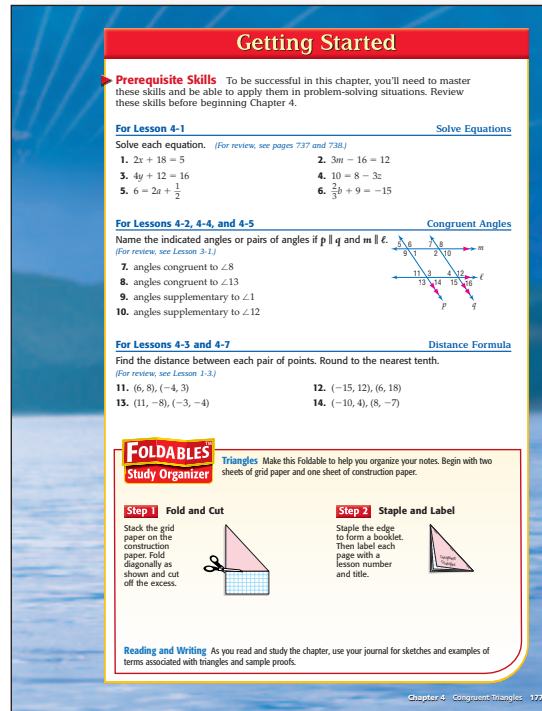 Getting Started
Prerequisite Skills To be successful in this chapter, you'll need to master
these skills and be able to apply them in problem-solving situations. Review
these skills before beginning Chapter 4.
For Lesson 4-1 Solve Equations
Solve each equation. (For review, see pages 737 and 738.)
1. 2x + 18 = 5 2. 3m − 16 = 12
3. 4y + 12 = 16 4. 10 = 8 − 3z
5. 6 = 2a + 1/2 6. 2/3b + 9 = −15
For Lessons 4-2, 4-4, and 4-5 Congruent Angles
Name the indicated angles or pairs of angles if p ∥ q and m ∥ ℓ.
(For review, see Lesson 3-1.)
7. angles congruent to ∠8
8. angles congruent to ∠13
9. angles supplementary to ∠1
10. angles supplementary to ∠12
5 6 7 8
9 1 2 10 m
11 3 4 12 ℓ
13 14 15 16
p q
For Lessons 4-3 and 4-7 Distance Formula
Find the distance between each pair of points. Round to the nearest tenth.
(For review, see Lesson 1-3.)
11. (6, 8), (−4, 3) 12. (−15, 12), (6, 18)
13. (11, −8), (−3, −4) 14. (−10, 4), (8, −7)
FOLDABLES™
Study Organizer
Triangles Make this Foldable to help you organize your notes. Begin with two
sheets of grid paper and one sheet of construction paper.
Step 1 Fold and Cut
Stack the grid
paper on the
construction
paper. Fold
diagonally as
shown and cut
off the excess.
Step 2 Staple and Label
Staple the edge
to form a booklet.
Then label each
page with a
lesson number
and title.
Congruent
Triangles
Reading and Writing As you read and study the chapter, use your journal for sketches and examples of
terms associated with triangles and sample proofs.
Chapter 4 Congruent Triangles 177